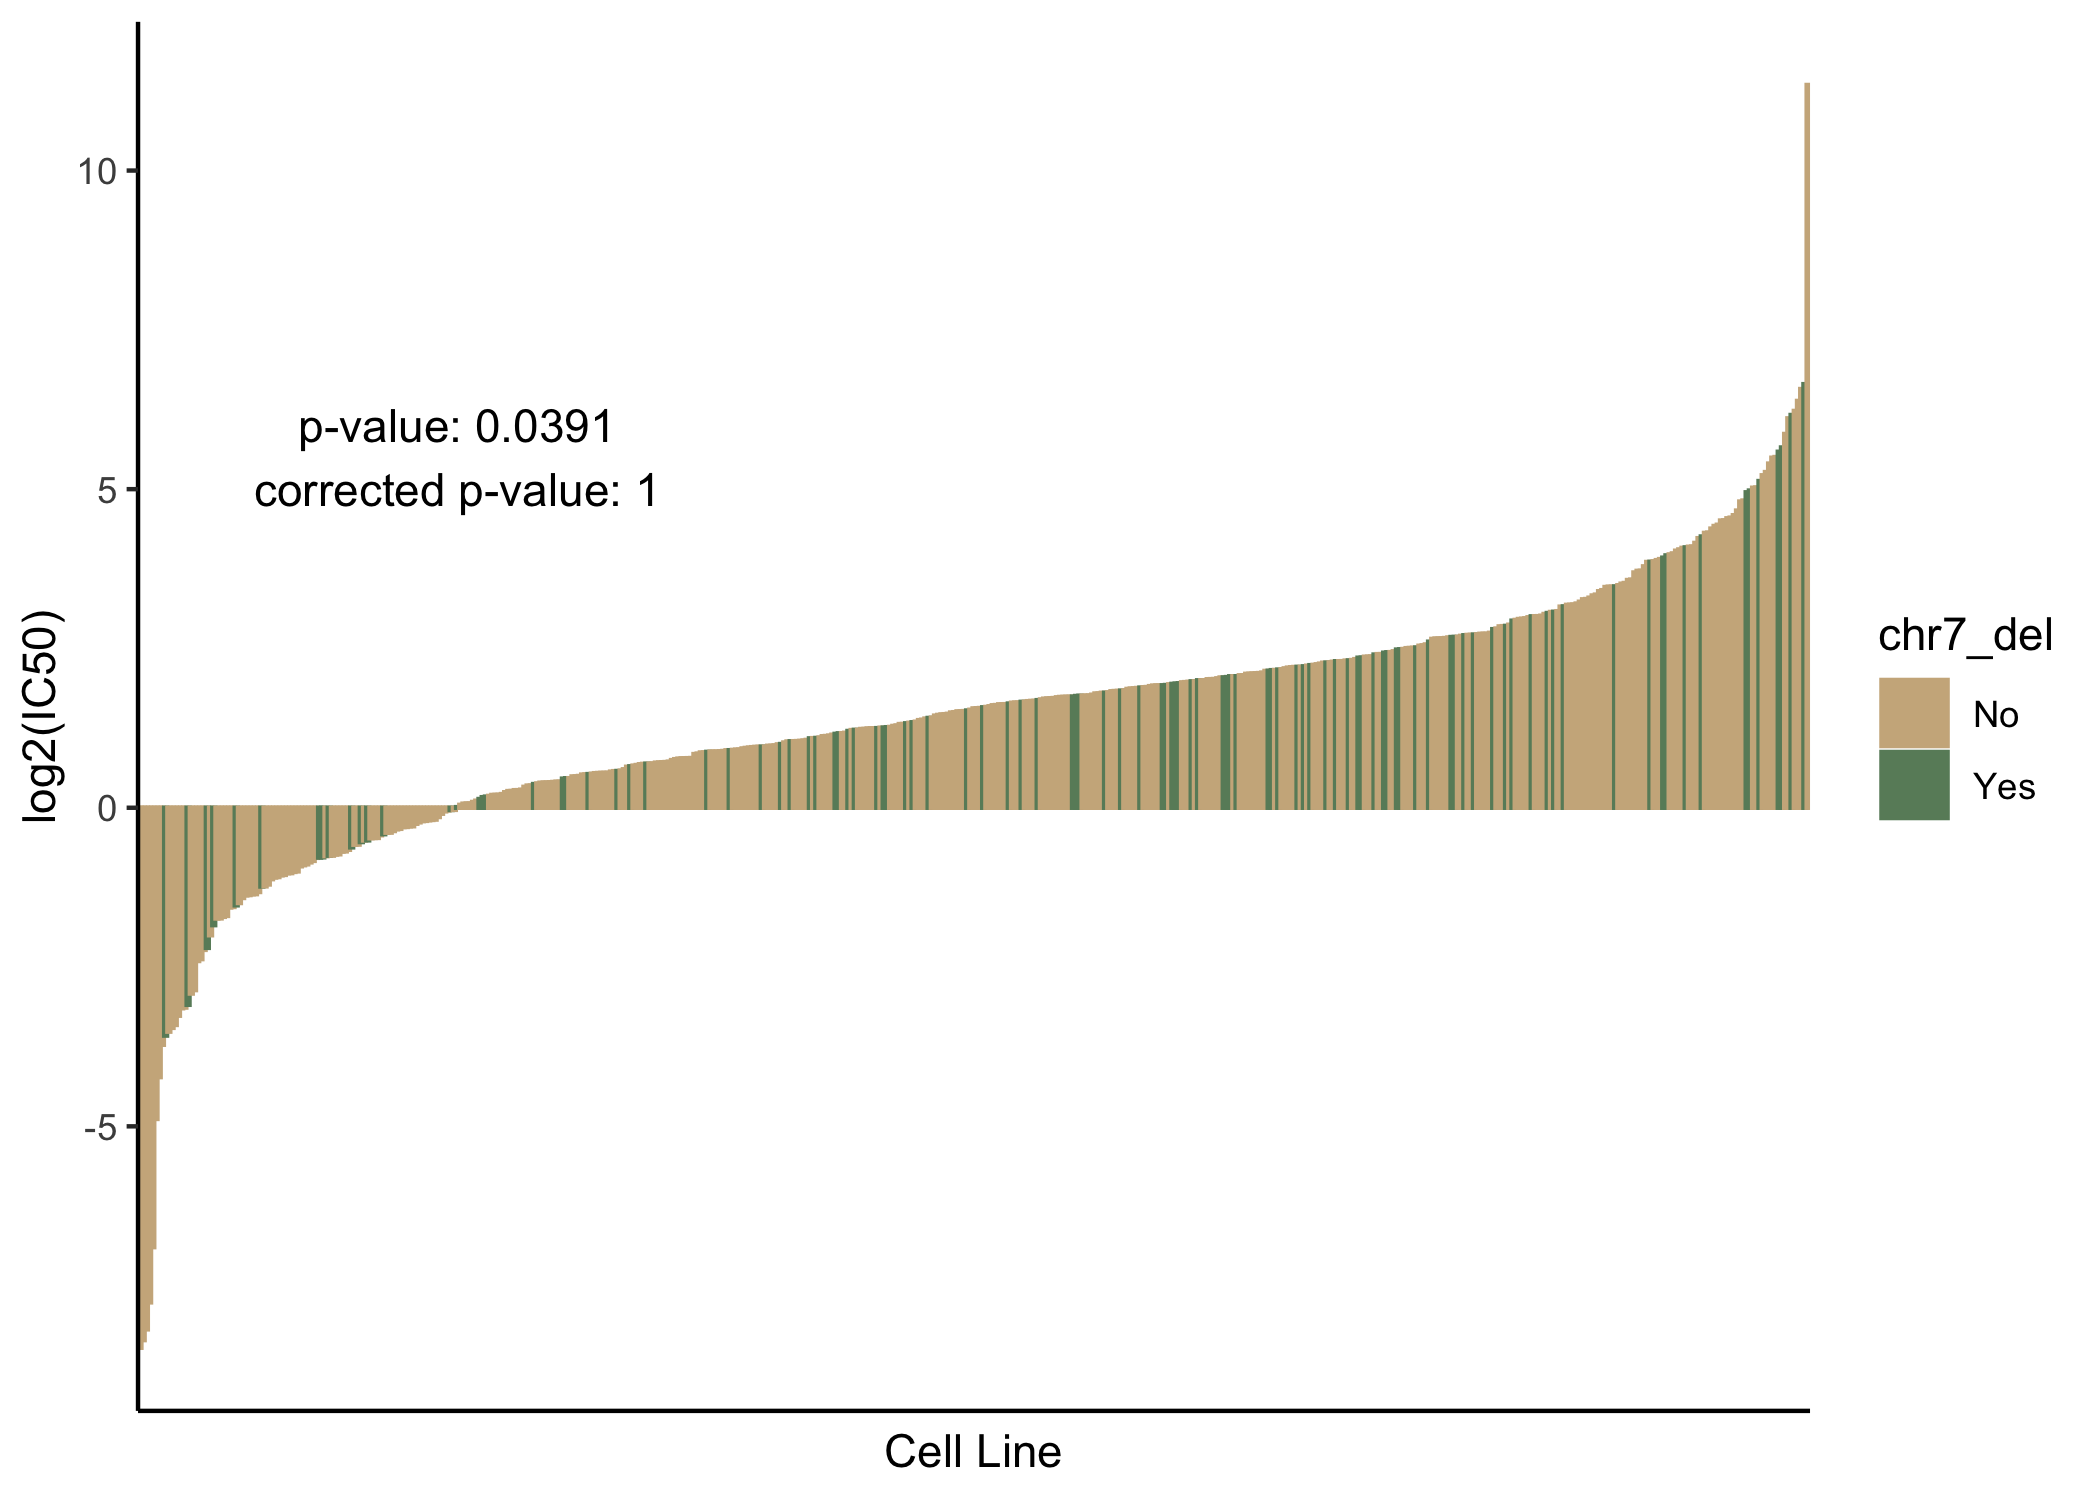 10
5
0
-5
log2(IC50)
p-value: 0.0391
corrected p-value: 1
Cell Line
chr7_del
No
Yes